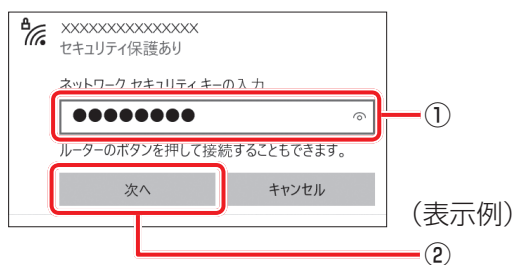 XXXXXXXXXXXXXXX
セキュリティ保護あり
ネットワーク セキュリティ キーの入力
●●●●●●●●
①
ルーターのボタンを押して接続することもできます。
次へ
キャンセル
（表示例）
②